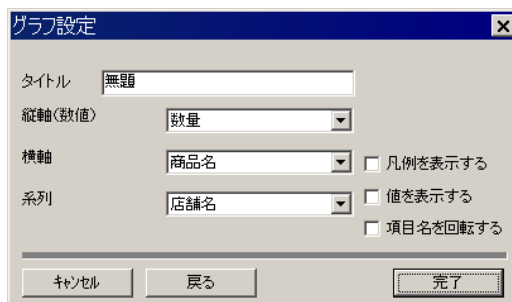 グラフ設定
タイトル 無題
縦軸(数値) 数量
横軸 商品名 凡例を表示する
系列 店舗名 値を表示する
項目名を回転する
ｷｬﾝｾﾙ 戻る 完了